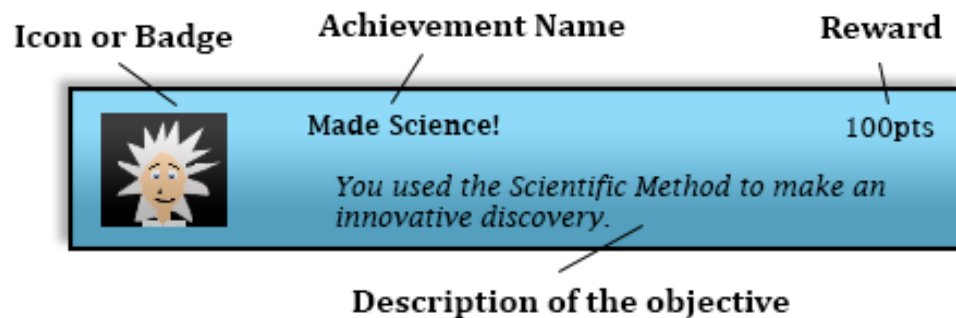 Icon or Badge
Achievement Name
Reward
Made Science!
100pts
You used the Scientific Method to make an
innovative discovery.
Description of the objective